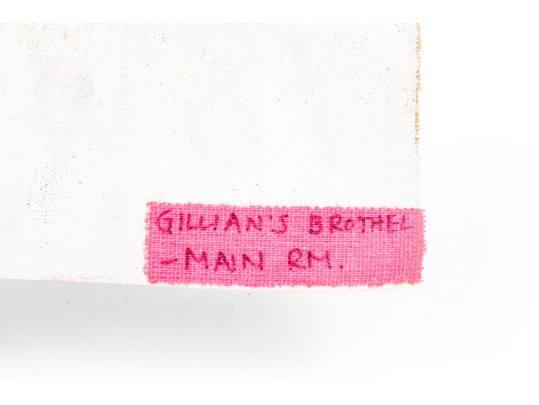 GILLIAN'S BROTHEL
-MAIN RM.